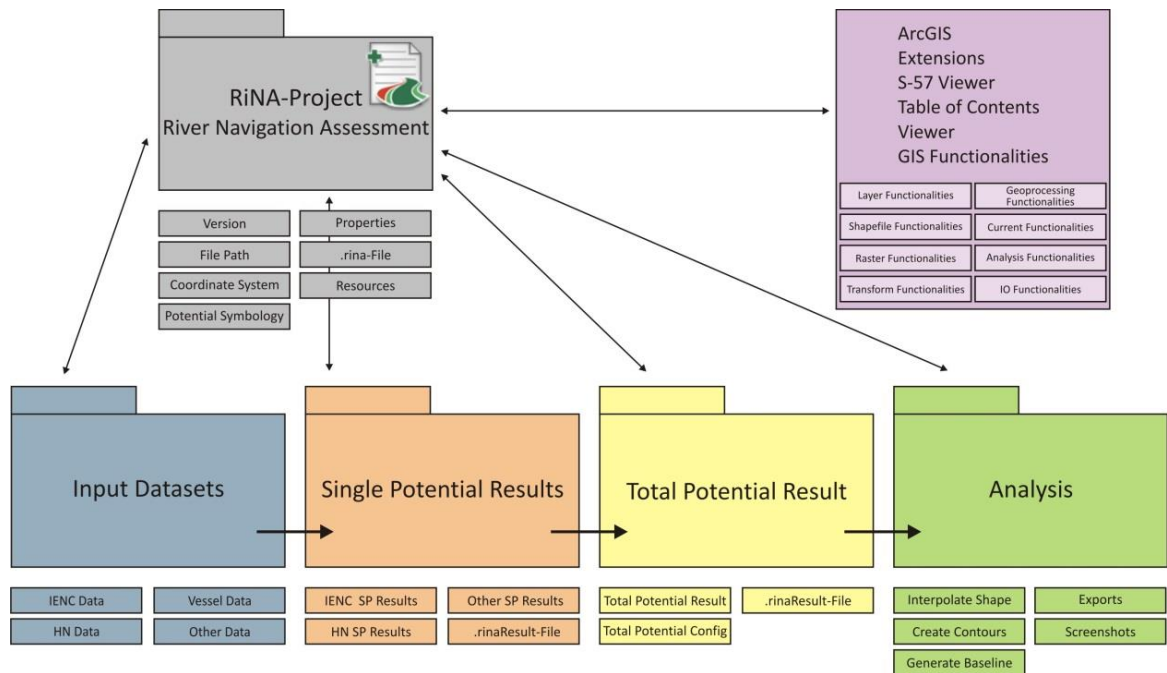 RiNA-Project
River Navigation Assessment
Version
Properties
File Path
.rina-File
Coordinate System
Resources
Potential Symbology
ArcGIS
Extensions
S-57 Viewer
Table of Contents
Viewer
GIS Functionalities
Layer Functionalities
Geoprocessing
Functionalities
Shapefile Functionalities
Current Functionalities
Raster Functionalities
Analysis Functionalities
Transform Functionalities
IO Functionalities
Input Datasets
Single Potential Results
Total Potential Result
Analysis
IENC Data
Vessel Data
HN Data
Other Data
IENC SP Results
Other SP Results
HN SP Results
.rinaResult-File
Total Potential Result
.rinaResult-File
Total Potential Config
Interpolate Shape
Exports
Create Contours
Screenshots
Generate Baseline